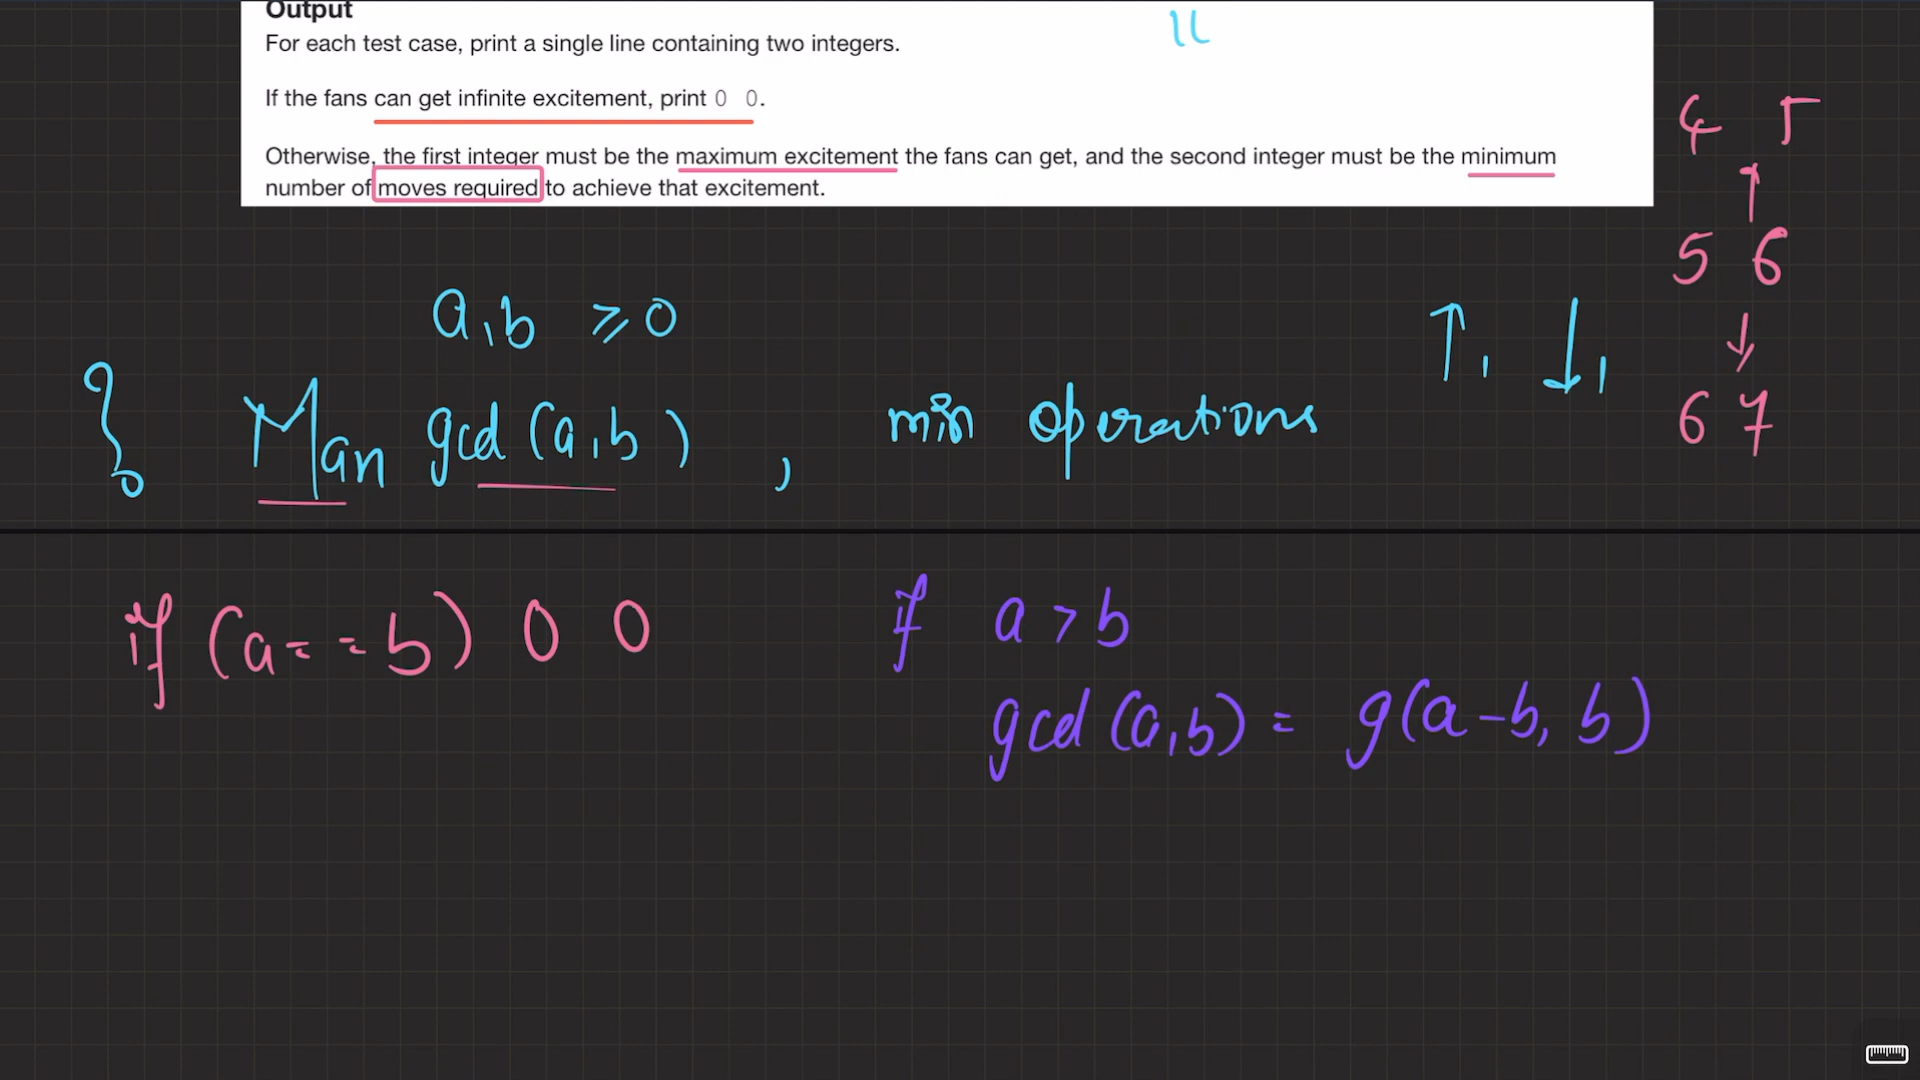 Output
For each test case, print a single line containing two integers.
If the fans can get infinite excitement, print 0 0.
Otherwise, the first integer must be the maximum excitement the fans can get, and the second integer must be the minimum
number of moves required to achieve that excitement.
4 5
5 6
6 7
a, b ≥ 0
↑1 ↓1
Max gcd (a, b) , min operations
if (a == b) 0 0
if a > b
gcd (a, b) = g(a - b, b)